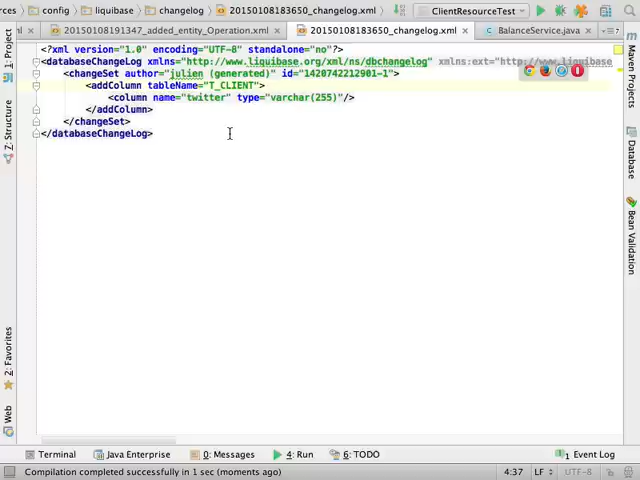 rces config liquibase changelog 20150108183650_changelog.xml ClientResourceTest
20150108191347_added_entity_Operation.xml 20150108183650_changelog.xml BalanceService.java
<?xml version="1.0" encoding="UTF-8" standalone="no"?>
<databaseChangeLog xmlns="http://www.liquibase.org/xml/ns/dbchangelog" xmlns:ext="http://www.liquibase
<changeSet author="julien (generated)" id="1420742212901-1">
<addColumn tableName="T_CLIENT">
<column name="twitter" type="varchar(255)"/>
</addColumn>
</changeSet>
</databaseChangeLog>
1: Project
7: Structure
2: Favorites
Web
Maven Projects
Database
Bean Validation
Terminal Java Enterprise 0: Messages 4: Run 6: TODO 1 Event Log
Compilation completed successfully in 1 sec (moments ago) 4:37 LF UTF-8